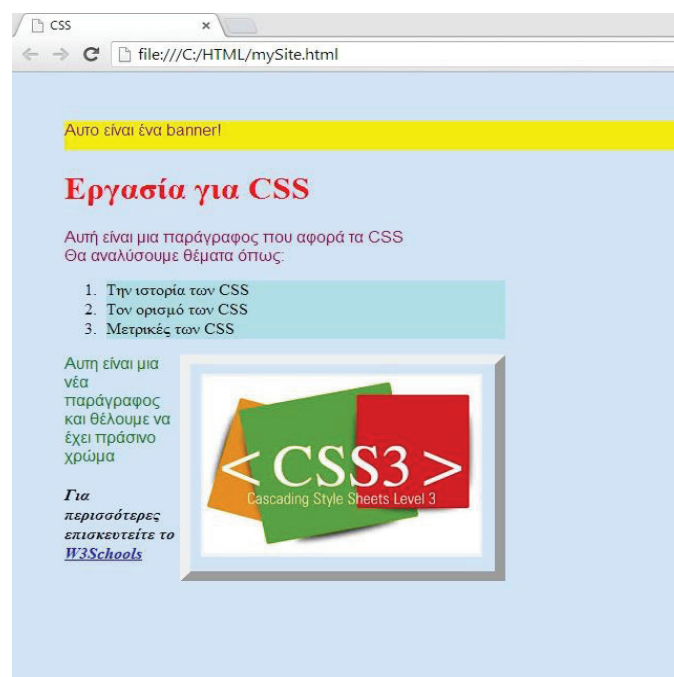 CSS
file:///C:/HTML/mySite.html
Αυτο είναι ένα banner!
Εργασία για CSS
Αυτή είναι μια παράγραφος που αφορά τα CSS
Θα αναλύσουμε θέματα όπως:
1. Την ιστορία των CSS
2. Τον ορισμό των CSS
3. Μετρικές των CSS
Αυτη είναι μια
νέα
παράγραφος
και θέλουμε να
έχει πράσινο
χρώμα
Για
περισσότερες
επισκευτείτε το
W3Schools
< CSS3 >
Cascading Style Sheets Level 3